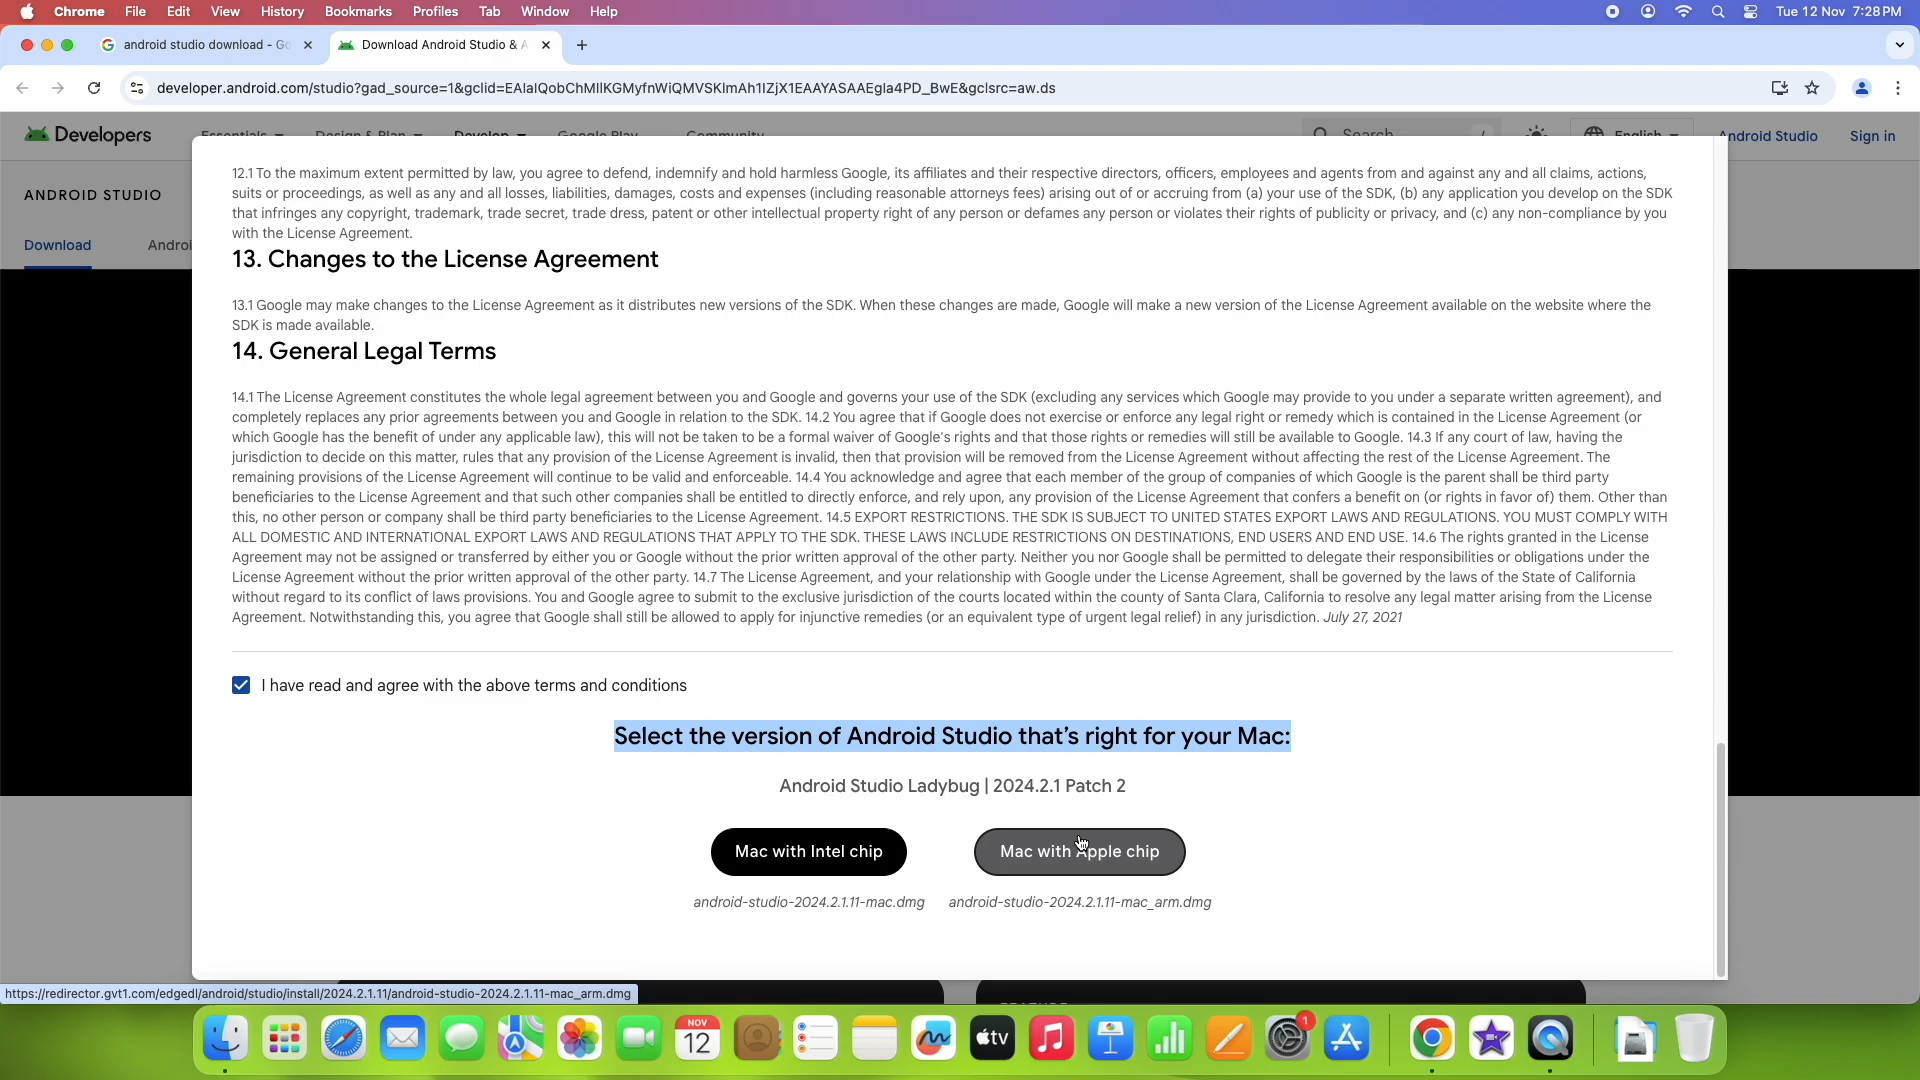 Chrome File Edit View History Bookmarks Profiles Tab Window Help Tue 12 Nov 7:28 PM
android studio download - Go Download Android Studio & A
developer.android.com/studio?gad_source=1&gclid=EAIaIQobChMIlKGMyfnWiQMVSKlmAh1IZjX1EAAYASAAEgIa4PD_BwE&gclsrc=aw.ds
Developers Essentials Design & Plan Develop Google Play Community Search / English Android Studio Sign in
ANDROID STUDIO
Download Androi
12.1 To the maximum extent permitted by law, you agree to defend, indemnify and hold harmless Google, its affiliates and their respective directors, officers, employees and agents from and against any and all claims, actions,
suits or proceedings, as well as any and all losses, liabilities, damages, costs and expenses (including reasonable attorneys fees) arising out of or accruing from (a) your use of the SDK, (b) any application you develop on the SDK
that infringes any copyright, trademark, trade secret, trade dress, patent or other intellectual property right of any person or defames any person or violates their rights of publicity or privacy, and (c) any non-compliance by you
with the License Agreement.
13. Changes to the License Agreement
13.1 Google may make changes to the License Agreement as it distributes new versions of the SDK. When these changes are made, Google will make a new version of the License Agreement available on the website where the
SDK is made available.
14. General Legal Terms
14.1 The License Agreement constitutes the whole legal agreement between you and Google and governs your use of the SDK (excluding any services which Google may provide to you under a separate written agreement), and
completely replaces any prior agreements between you and Google in relation to the SDK. 14.2 You agree that if Google does not exercise or enforce any legal right or remedy which is contained in the License Agreement (or
which Google has the benefit of under any applicable law), this will not be taken to be a formal waiver of Google's rights and that those rights or remedies will still be available to Google. 14.3 If any court of law, having the
jurisdiction to decide on this matter, rules that any provision of the License Agreement is invalid, then that provision will be removed from the License Agreement without affecting the rest of the License Agreement. The
remaining provisions of the License Agreement will continue to be valid and enforceable. 14.4 You acknowledge and agree that each member of the group of companies of which Google is the parent shall be third party
beneficiaries to the License Agreement and that such other companies shall be entitled to directly enforce, and rely upon, any provision of the License Agreement that confers a benefit on (or rights in favor of) them. Other than
this, no other person or company shall be third party beneficiaries to the License Agreement. 14.5 EXPORT RESTRICTIONS. THE SDK IS SUBJECT TO UNITED STATES EXPORT LAWS AND REGULATIONS. YOU MUST COMPLY WITH
ALL DOMESTIC AND INTERNATIONAL EXPORT LAWS AND REGULATIONS THAT APPLY TO THE SDK. THESE LAWS INCLUDE RESTRICTIONS ON DESTINATIONS, END USERS AND END USE. 14.6 The rights granted in the License
Agreement may not be assigned or transferred by either you or Google without the prior written approval of the other party. Neither you nor Google shall be permitted to delegate their responsibilities or obligations under the
License Agreement without the prior written approval of the other party. 14.7 The License Agreement, and your relationship with Google under the License Agreement, shall be governed by the laws of the State of California
without regard to its conflict of laws provisions. You and Google agree to submit to the exclusive jurisdiction of the courts located within the county of Santa Clara, California to resolve any legal matter arising from the License
Agreement. Notwithstanding this, you agree that Google shall still be allowed to apply for injunctive remedies (or an equivalent type of urgent legal relief) in any jurisdiction. July 27, 2021
I have read and agree with the above terms and conditions
Select the version of Android Studio that's right for your Mac:
Android Studio Ladybug | 2024.2.1 Patch 2
Mac with Intel chip Mac with Apple chip
android-studio-2024.2.1.11-mac.dmg android-studio-2024.2.1.11-mac_arm.dmg
https://redirector.gvt1.com/edgedl/android/studio/install/2024.2.1.11/android-studio-2024.2.1.11-mac_arm.dmg
NOV
12
tv
1